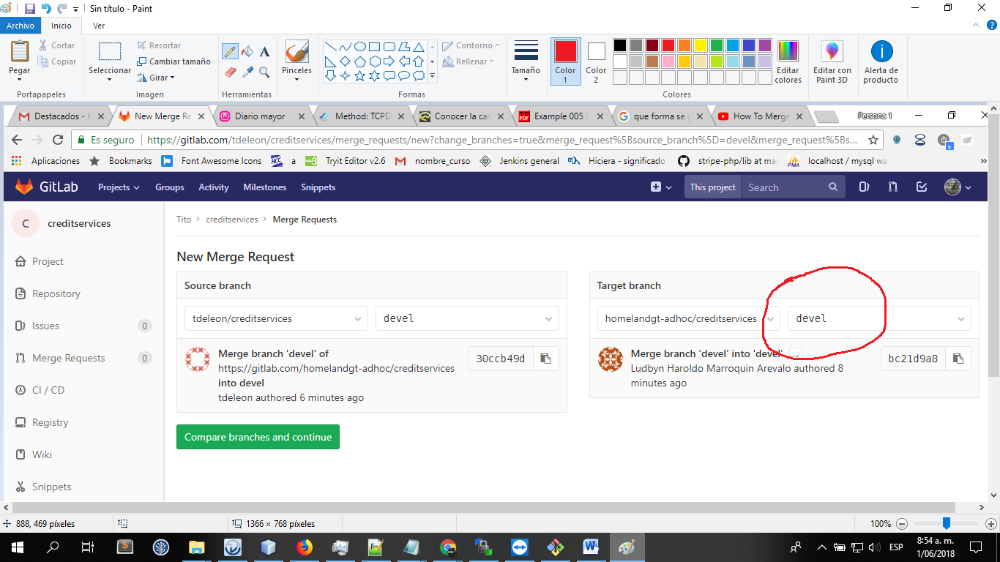 Sin título - Paint
Archivo Inicio Ver
Pegar
Cortar
Copiar
Portapapeles
Seleccionar
Recortar
Cambiar tamaño
Girar
Imagen
A
Herramientas
Pinceles
Contorno
Rellenar
Formas
Tamaño
Color 1
Color 2
Editar colores
Colores
Editar con Paint 3D
Alerta de producto
Destacados - t
New Merge Re
Diario mayor
Method: TCPD
Conocer la car
Example 005 :
que forma se g
How To Merge
Persona 1
Es seguro
https://gitlab.com/tdeleon/creditservices/merge_requests/new?change_branches=true&merge_request%5Bsource_branch%5D=devel&merge_request%5Bs...
Aplicaciones
Bookmarks
Font Awesome Icons
HCC a
Tryit Editor v2.6
nombre_curso
Jenkins general
Hiciera - significado
stripe-php/lib at mas
PMA localhost / mysql wa
»
GitLab
Projects Groups Activity Milestones Snippets
This project Search
C creditservices
Project
Repository
Issues 0
Merge Requests 0
CI / CD
Registry
Wiki
Snippets
Tito > creditservices > Merge Requests
New Merge Request
Source branch
tdeleon/creditservices devel
Merge branch 'devel' of
https://gitlab.com/homelandgt-adhoc/creditservices
into devel
tdeleon authored 6 minutes ago
30ccb49d
Target branch
homelandgt-adhoc/creditservices devel
Merge branch 'devel' into 'devel' ...
Ludbyn Haroldo Marroquin Arevalo authored 8
minutes ago
bc21d9a8
Compare branches and continue
888, 469 píxeles
1366 × 768 píxeles
100%
ESP
8:54 a. m.
1/06/2018